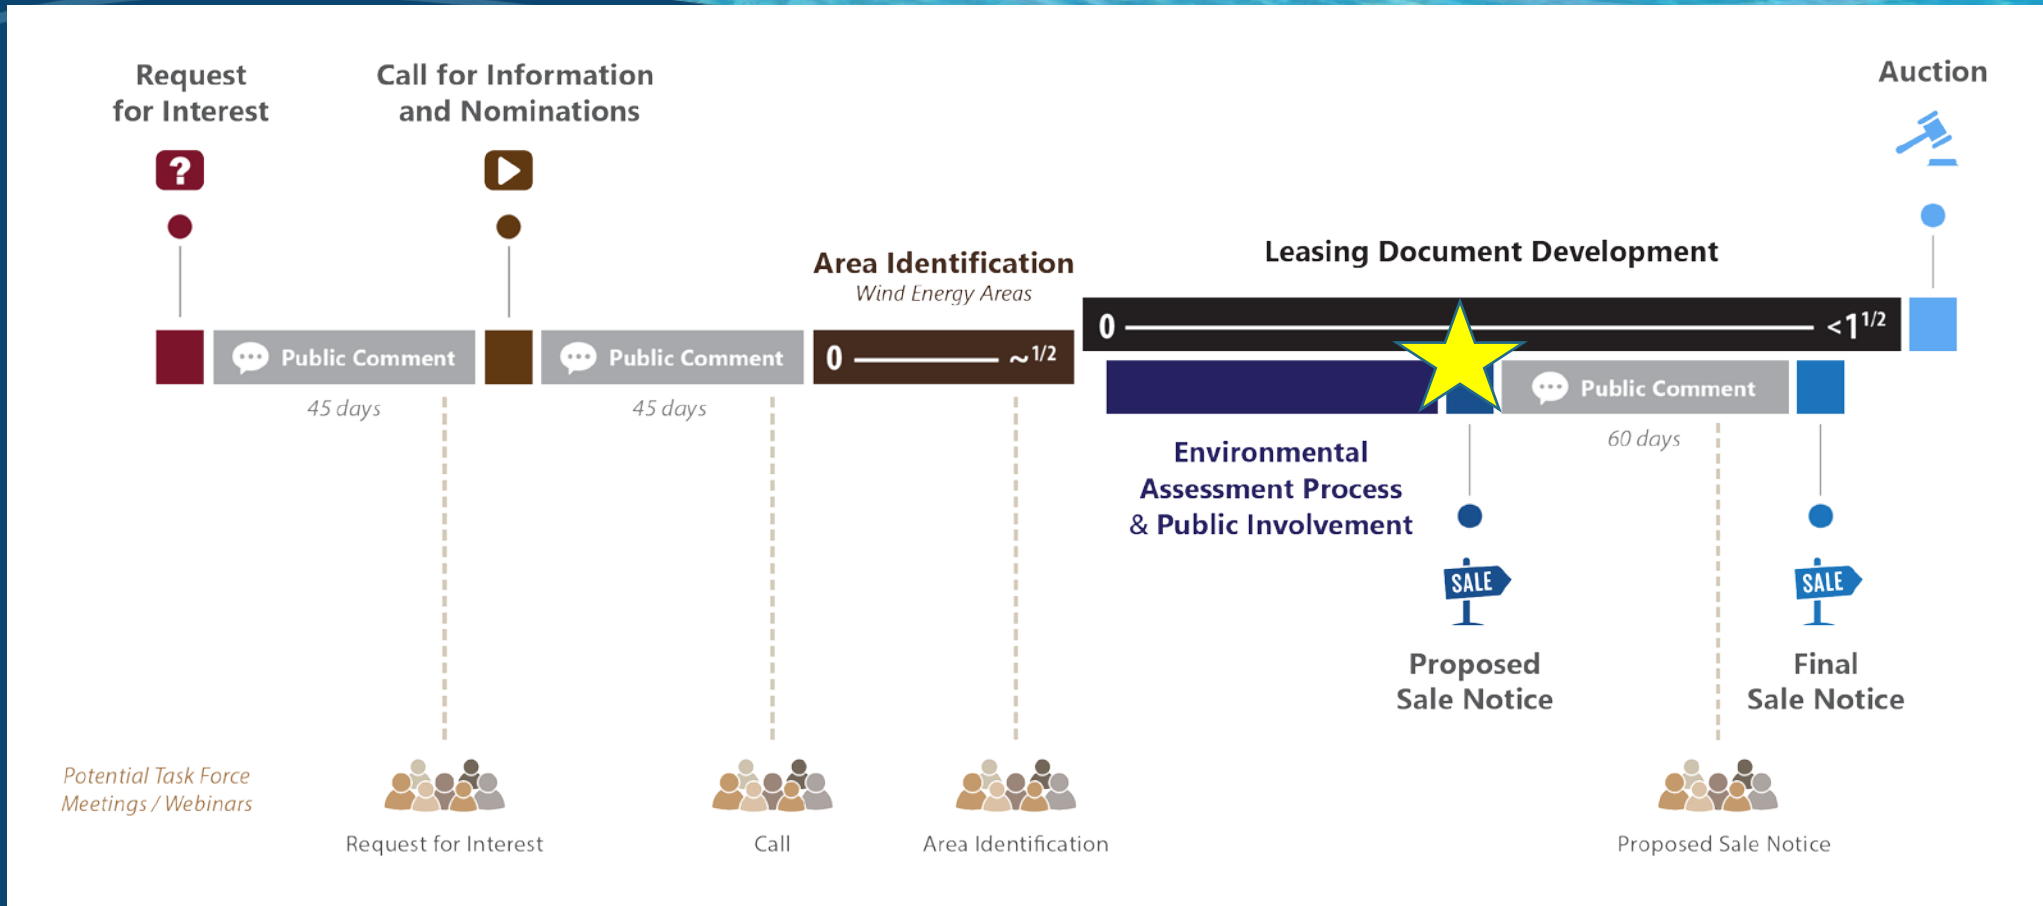 Request
for Interest
Call for Information
and Nominations
Auction
?
Area Identification
Wind Energy Areas
Leasing Document Development
0 <1 1/2
Public Comment
Public Comment
0 ~ 1/2
Public Comment
45 days
45 days
60 days
Environmental
Assessment Process
& Public Involvement
SALE
SALE
Proposed
Sale Notice
Final
Sale Notice
Potential Task Force
Meetings / Webinars
Request for Interest
Call
Area Identification
Proposed Sale Notice